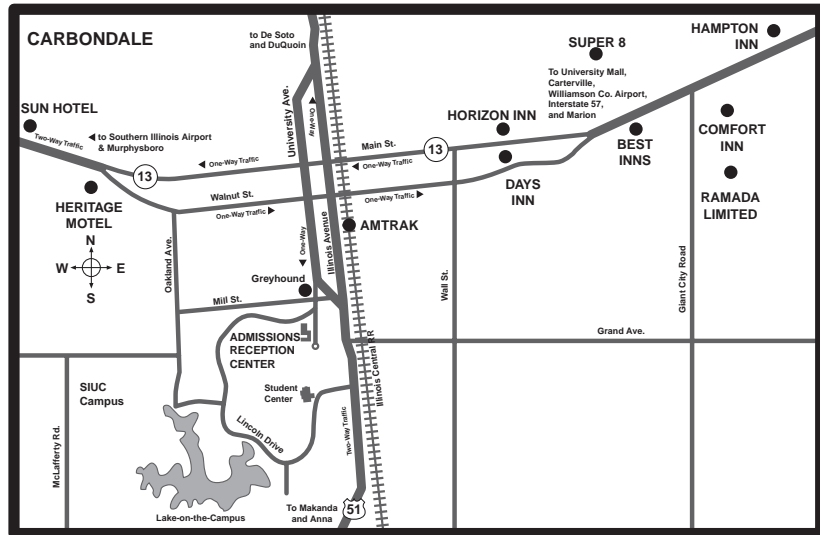 CARBONDALE
to De Soto
and DuQuoin
HAMPTON
INN
SUPER 8
To University Mall,
Carterville,
Williamson Co. Airport,
Interstate 57,
and Marion
SUN HOTEL
Two-Way Traffic
to Southern Illinois Airport
& Murphysboro
University Ave.
One-Way
HORIZON INN
BEST
INNS
COMFORT
INN
Main St.
13
One-Way Traffic
One-Way Traffic
13
DAYS
INN
RAMADA
LIMITED
HERITAGE
MOTEL
Walnut St.
One-Way Traffic
One-Way Traffic
AMTRAK
N
W
E
S
Oakland Ave.
One-Way
Illinois Avenue
Wall St.
Giant City Road
Greyhound
Mill St.
Grand Ave.
ADMISSIONS
RECEPTION
CENTER
Illinois Central RR
SIUC
Campus
Student
Center
McLafferty Rd.
Lincoln Drive
Two-Way Traffic
Lake-on-the-Campus
To Makanda
and Anna
51